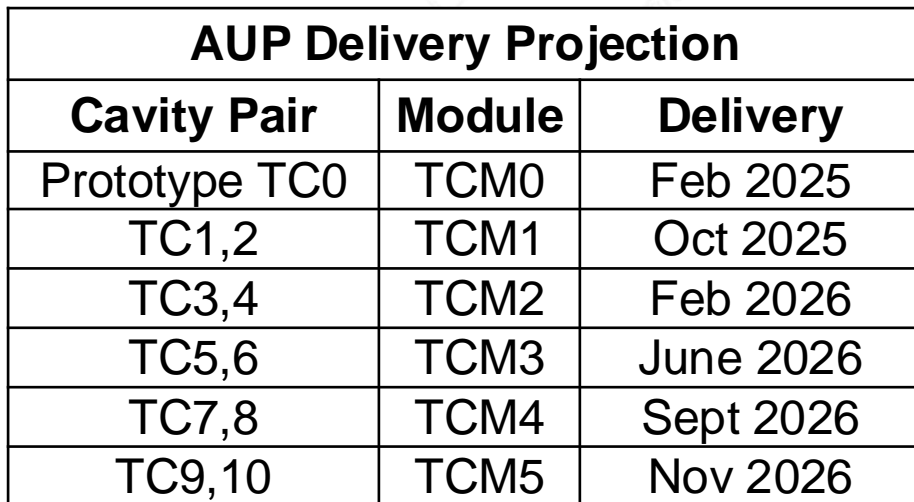 AUP Delivery Projection
Cavity Pair Module Delivery
Prototype TC0 TCM0 Feb 2025
TC1,2 TCM1 Oct 2025
TC3,4 TCM2 Feb 2026
TC5,6 TCM3 June 2026
TC7,8 TCM4 Sept 2026
TC9,10 TCM5 Nov 2026